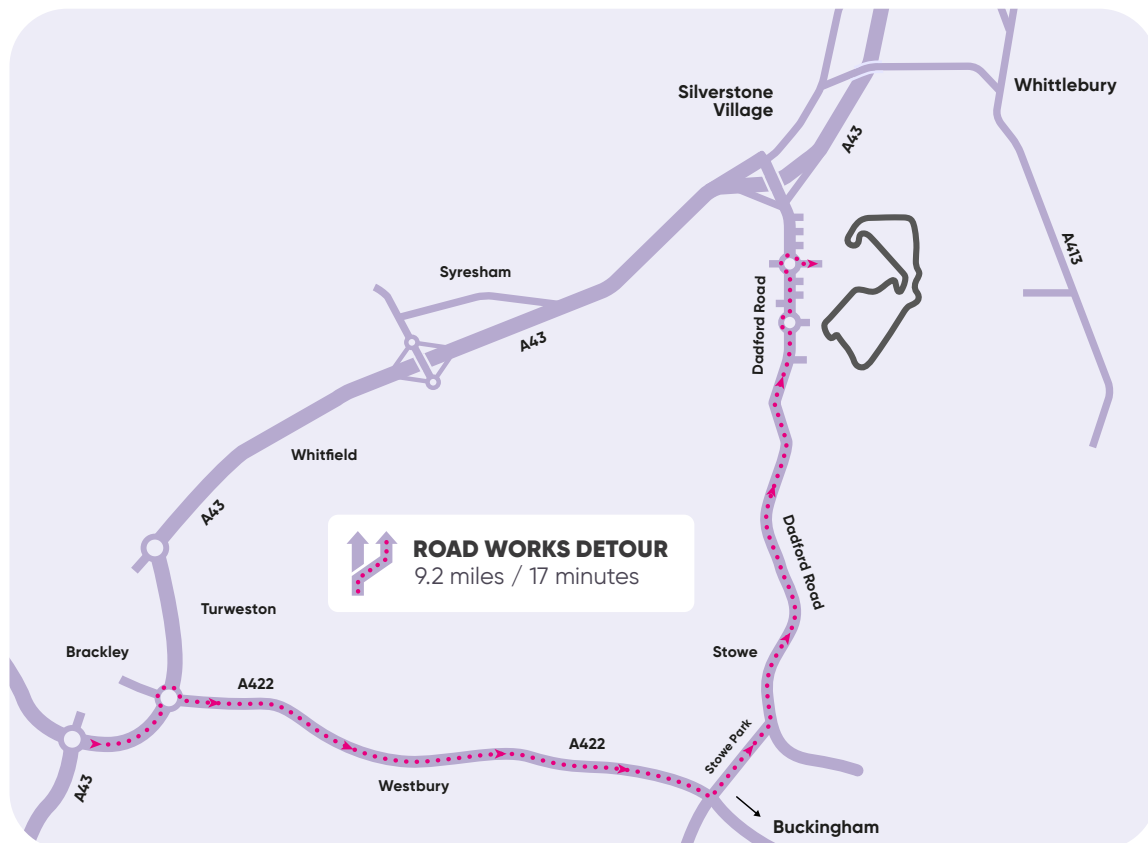 Silverstone
Village
Whittlebury
A43
A413
Syresham
A43
Dadford Road
Whitfield
A43
ROAD WORKS DETOUR
9.2 miles / 17 minutes
Dadford Road
Turweston
Brackley
Stowe
A422
Stowe Park
A422
A43
Westbury
Buckingham